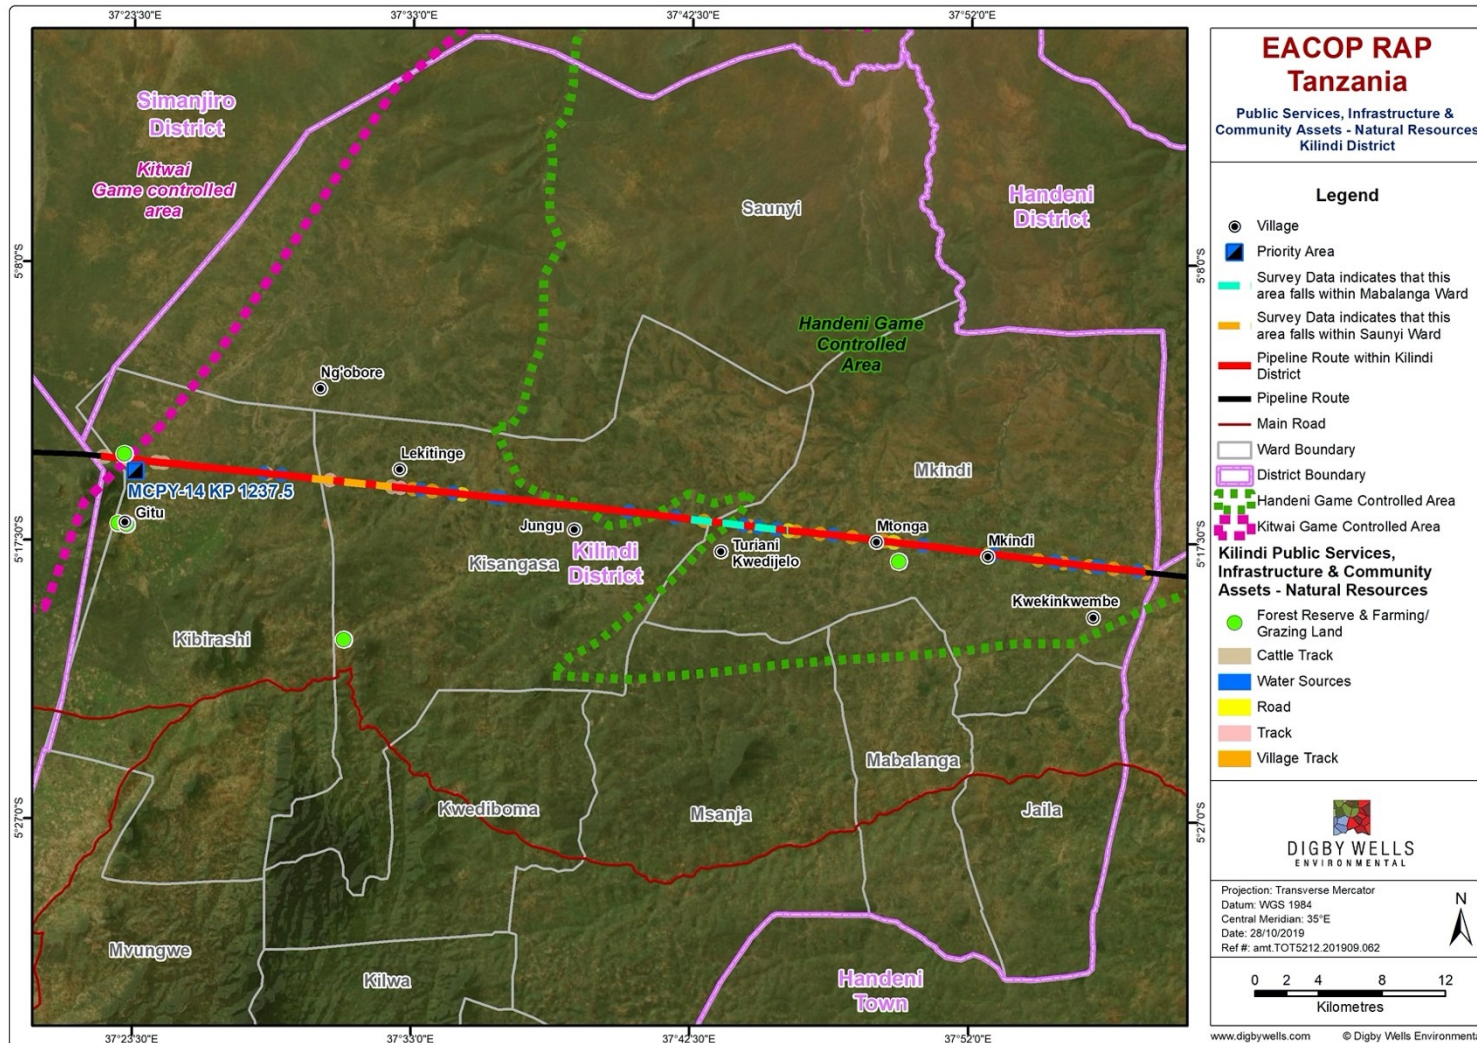 37°23'30"E
37°33'0"E
37°42'30"E
37°52'0"E
5°8'0"S
5°17'30"S
5°27'0"S
5°8'0"S
5°17'30"S
5°27'0"S
37°23'30"E
37°33'0"E
37°42'30"E
37°52'0"E
Simanjiro
District
Kitwai
Game controlled
area
Saunyi
Handeni
District
Handeni Game
Controlled
Area
Ng'obore
Lekitinge
Mkindi
MCPY-14 KP 1237.5
Gitu
Jungu
Mtonga
Turiani
Kwedijelo
Mkindi
Kisangasa
Kilindi
District
Kwekinkwembe
Kibirashi
Mabalanga
Kwediboma
Msanja
Jaila
Mvungwe
Kilwa
Handeni
Town
EACOP RAP
Tanzania
Public Services, Infrastructure &
Community Assets - Natural Resources
Kilindi District
Legend
Village
Priority Area
Survey Data indicates that this
area falls within Mabalanga Ward
Survey Data indicates that this
area falls within Saunyi Ward
Pipeline Route within Kilindi
District
Pipeline Route
Main Road
Ward Boundary
District Boundary
Handeni Game Controlled Area
Kitwai Game Controlled Area
Kilindi Public Services,
Infrastructure & Community
Assets - Natural Resources
Forest Reserve & Farming/
Grazing Land
Cattle Track
Water Sources
Road
Track
Village Track
DIGBY WELLS
ENVIRONMENTAL
Projection: Transverse Mercator
Datum: WGS 1984
Central Meridian: 35°E
Date: 28/10/2019
Ref #: amt.TOT5212.201909.062
N
0 2 4 8 12
Kilometres
www.digbywells.com © Digby Wells Environmenta